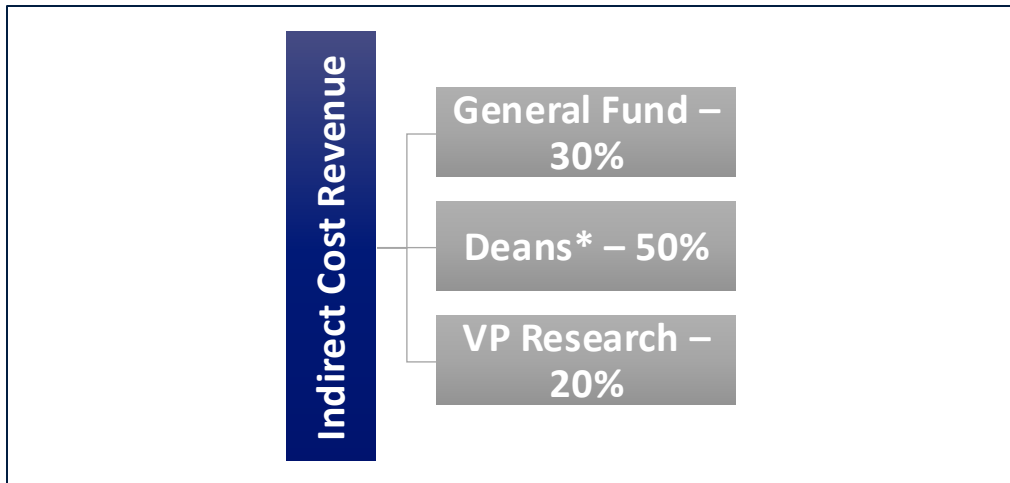 Indirect Cost Revenue
General Fund –
30%
Deans* – 50%
VP Research –
20%